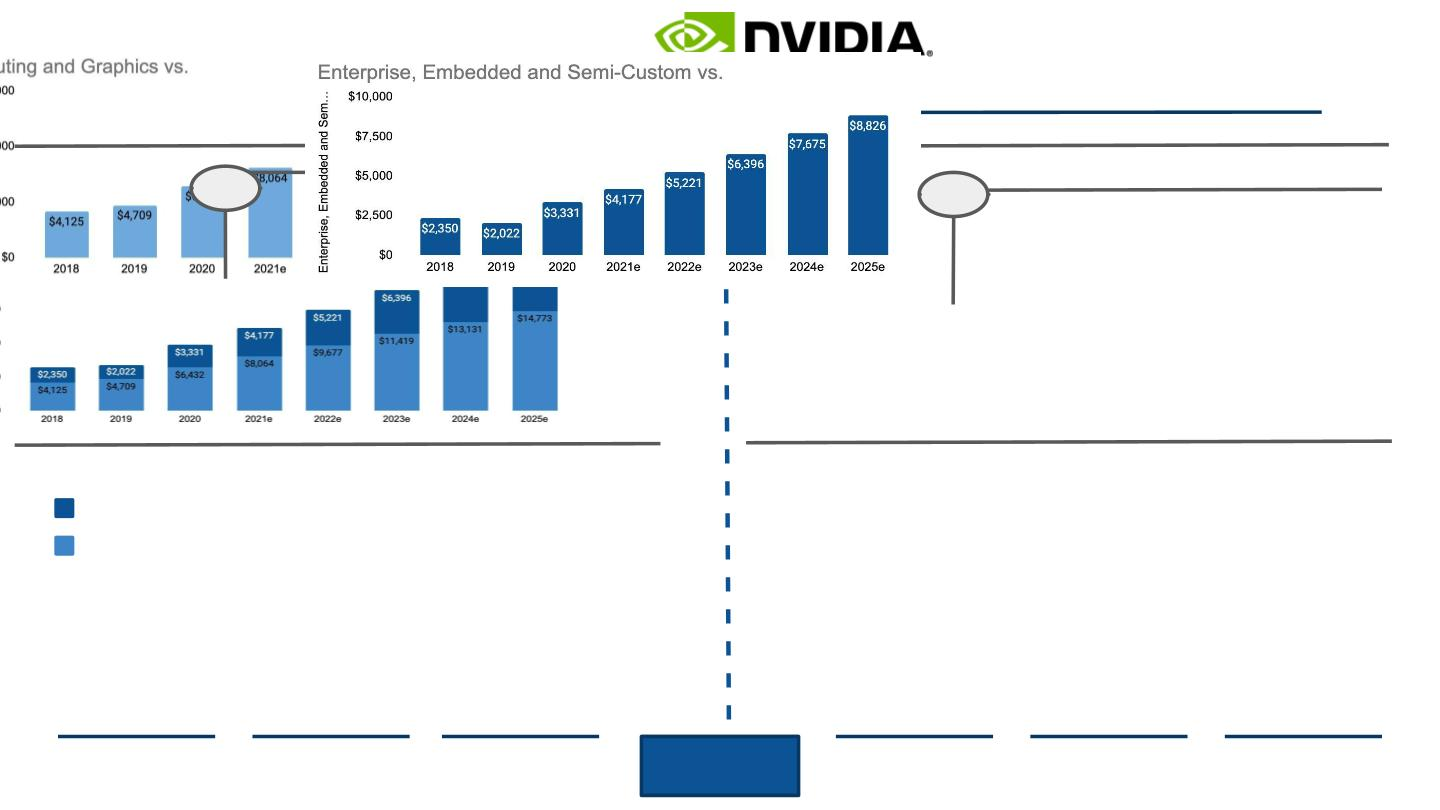 NVIDIA
uting and Graphics vs.
000
000
000
$0
$4,125
$4,709
$
8,064
2018
2019
2020
2021e
Enterprise, Embedded and Semi-Custom vs.
Enterprise, Embedded and Sem...
$10,000
$7,500
$5,000
$2,500
$0
$2,350
$2,022
$3,331
$4,177
$5,221
$6,396
$7,675
$8,826
2018
2019
2020
2021e
2022e
2023e
2024e
2025e
$2,350
$2,022
$3,331
$4,177
$5,221
$6,396
$4,125
$4,709
$6,432
$8,064
$9,677
$11,419
$13,131
$14,773
2018
2019
2020
2021e
2022e
2023e
2024e
2025e